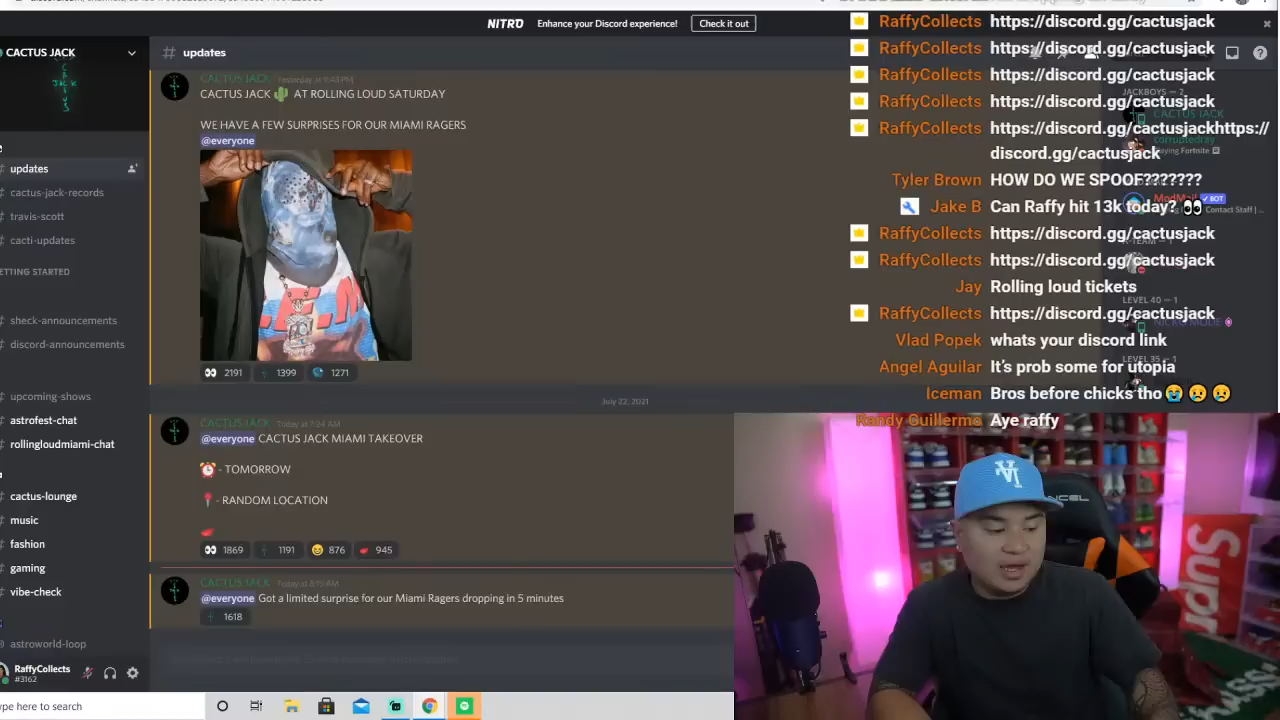 NITRO Enhance your Discord experience! Check it out
CACTUS JACK
# updates
updates
# cactus-jack-records
# travis-scott
# cacti-updates
ETTING STARTED
# sheck-announcements
# discord-announcements
# upcoming-shows
# astrofest-chat
# rollingloudmiami-chat
# cactus-lounge
# music
# fashion
# gaming
# vibe-check
astroworld-loop
RaffyCollects
#3162
CACTUS JACK Yesterday at 11:43 PM
CACTUS JACK 🌵 AT ROLLING LOUD SATURDAY
WE HAVE A FEW SURPRISES FOR OUR MIAMI RAGERS
@everyone
👀 2191 1399 1271
July 22, 2021
CACTUS JACK Today at 7:24 AM
@everyone CACTUS JACK MIAMI TAKEOVER
⏰ - TOMORROW
📍 - RANDOM LOCATION
👀 1869 1191 876 945
CACTUS JACK Today at 8:15 AM
@everyone Got a limited surprise for our Miami Ragers dropping in 5 minutes
1618
RaffyCollects https://discord.gg/cactusjack
RaffyCollects https://discord.gg/cactusjack
RaffyCollects https://discord.gg/cactusjack
RaffyCollects https://discord.gg/cactusjack
RaffyCollects https://discord.gg/cactusjackhttps://
discord.gg/cactusjack
Tyler Brown HOW DO WE SPOOF???????
Jake B Can Raffy hit 13k today? 👀
RaffyCollects https://discord.gg/cactusjack
RaffyCollects https://discord.gg/cactusjack
Jay Rolling loud tickets
RaffyCollects https://discord.gg/cactusjack
Vlad Popek whats your discord link
Angel Aguilar It's prob some for utopia
Iceman Bros before chicks tho😭😢😢
Randy Guillermo Aye raffy
JACKBOYS — 2
CACTUS JACK
corruptedzay
Playing Fortnite
ModMail ✓ BOT
Contact Staff | ...
LEVEL 40 — 1
NICKO MODE
LEVEL 35 — 1
ype here to search
Supr